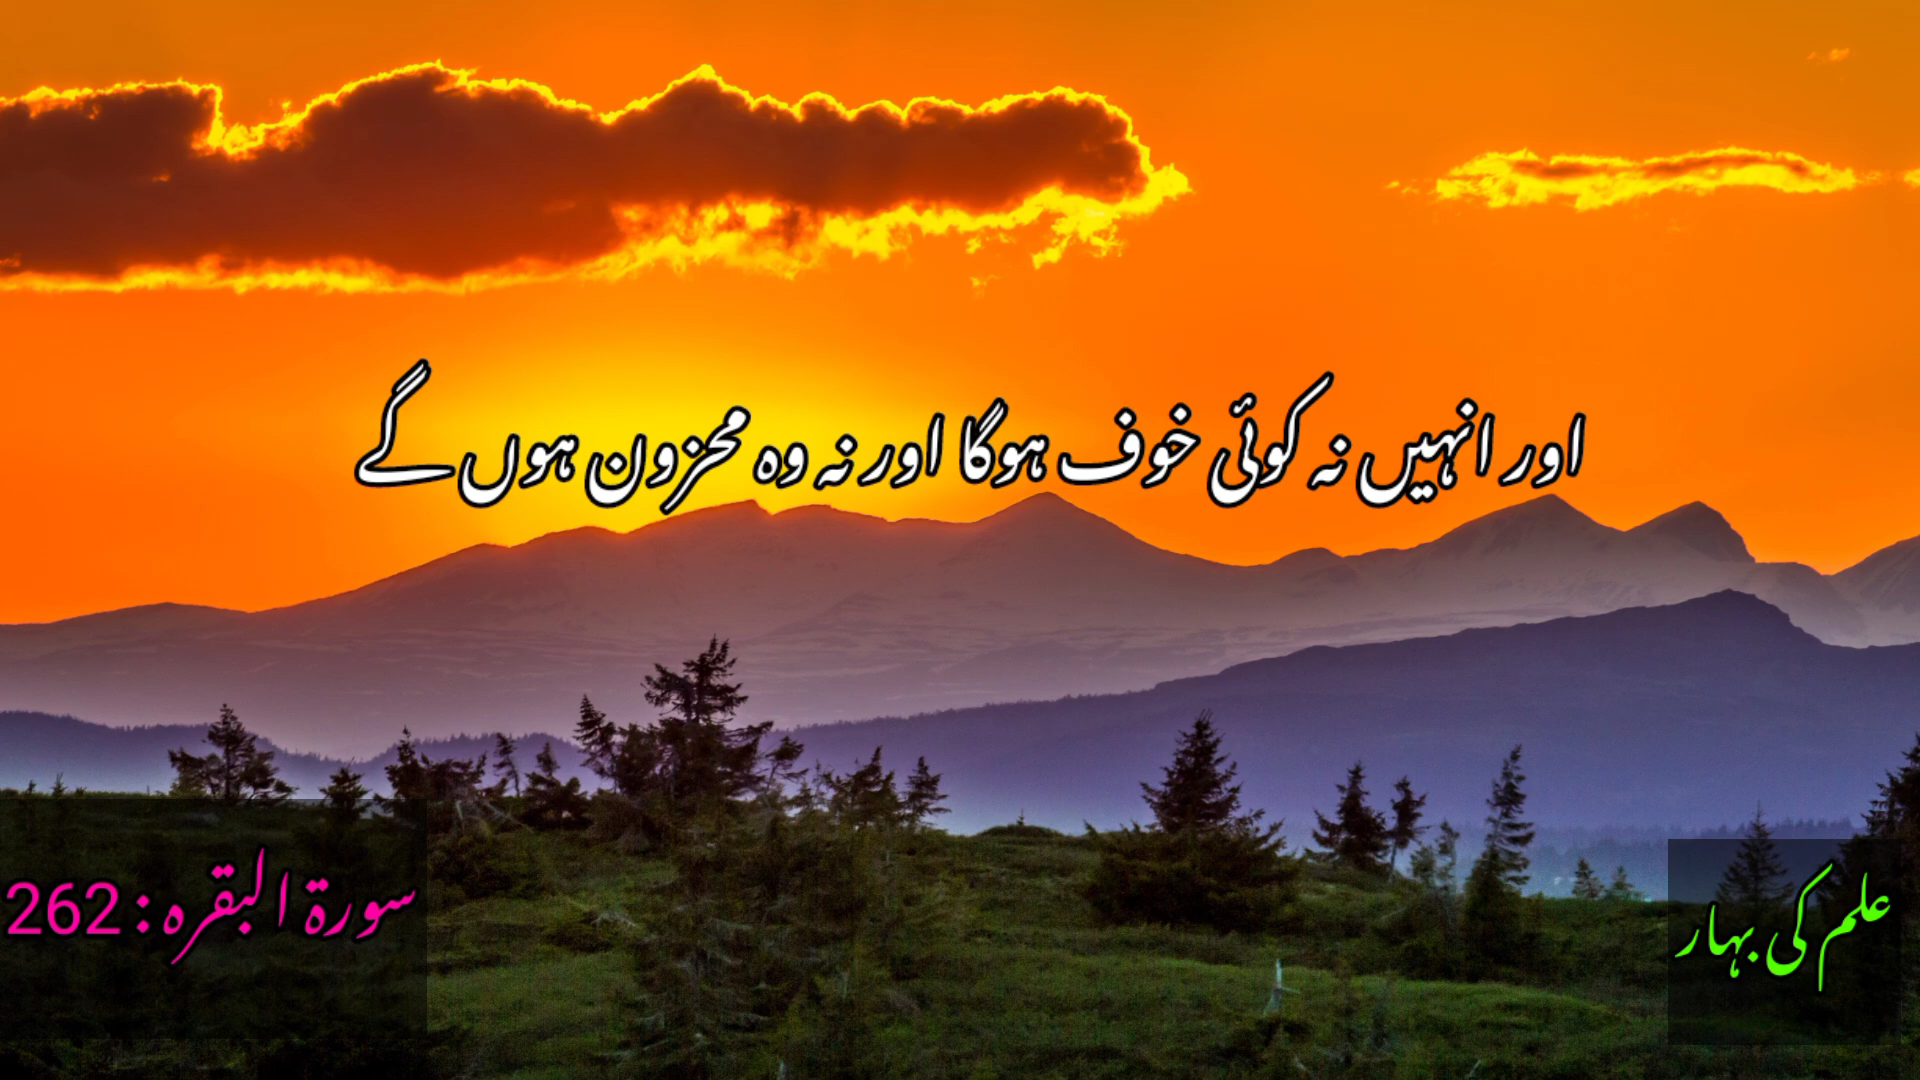 اور انہیں نہ کوئی خوف ہوگا اور نہ وہ محزون ہوں گے
علم کی بہار
سورۃ البقرہ: 262